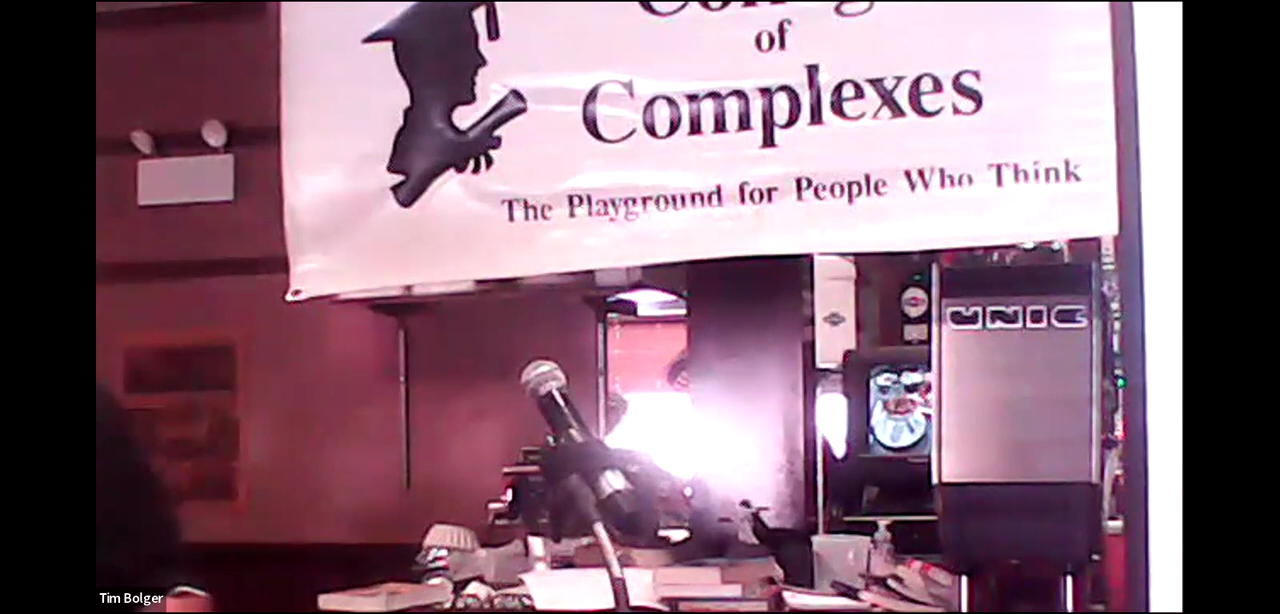 of
Complexes
The Playground for People Who Think
UNIC
Tim Bolger